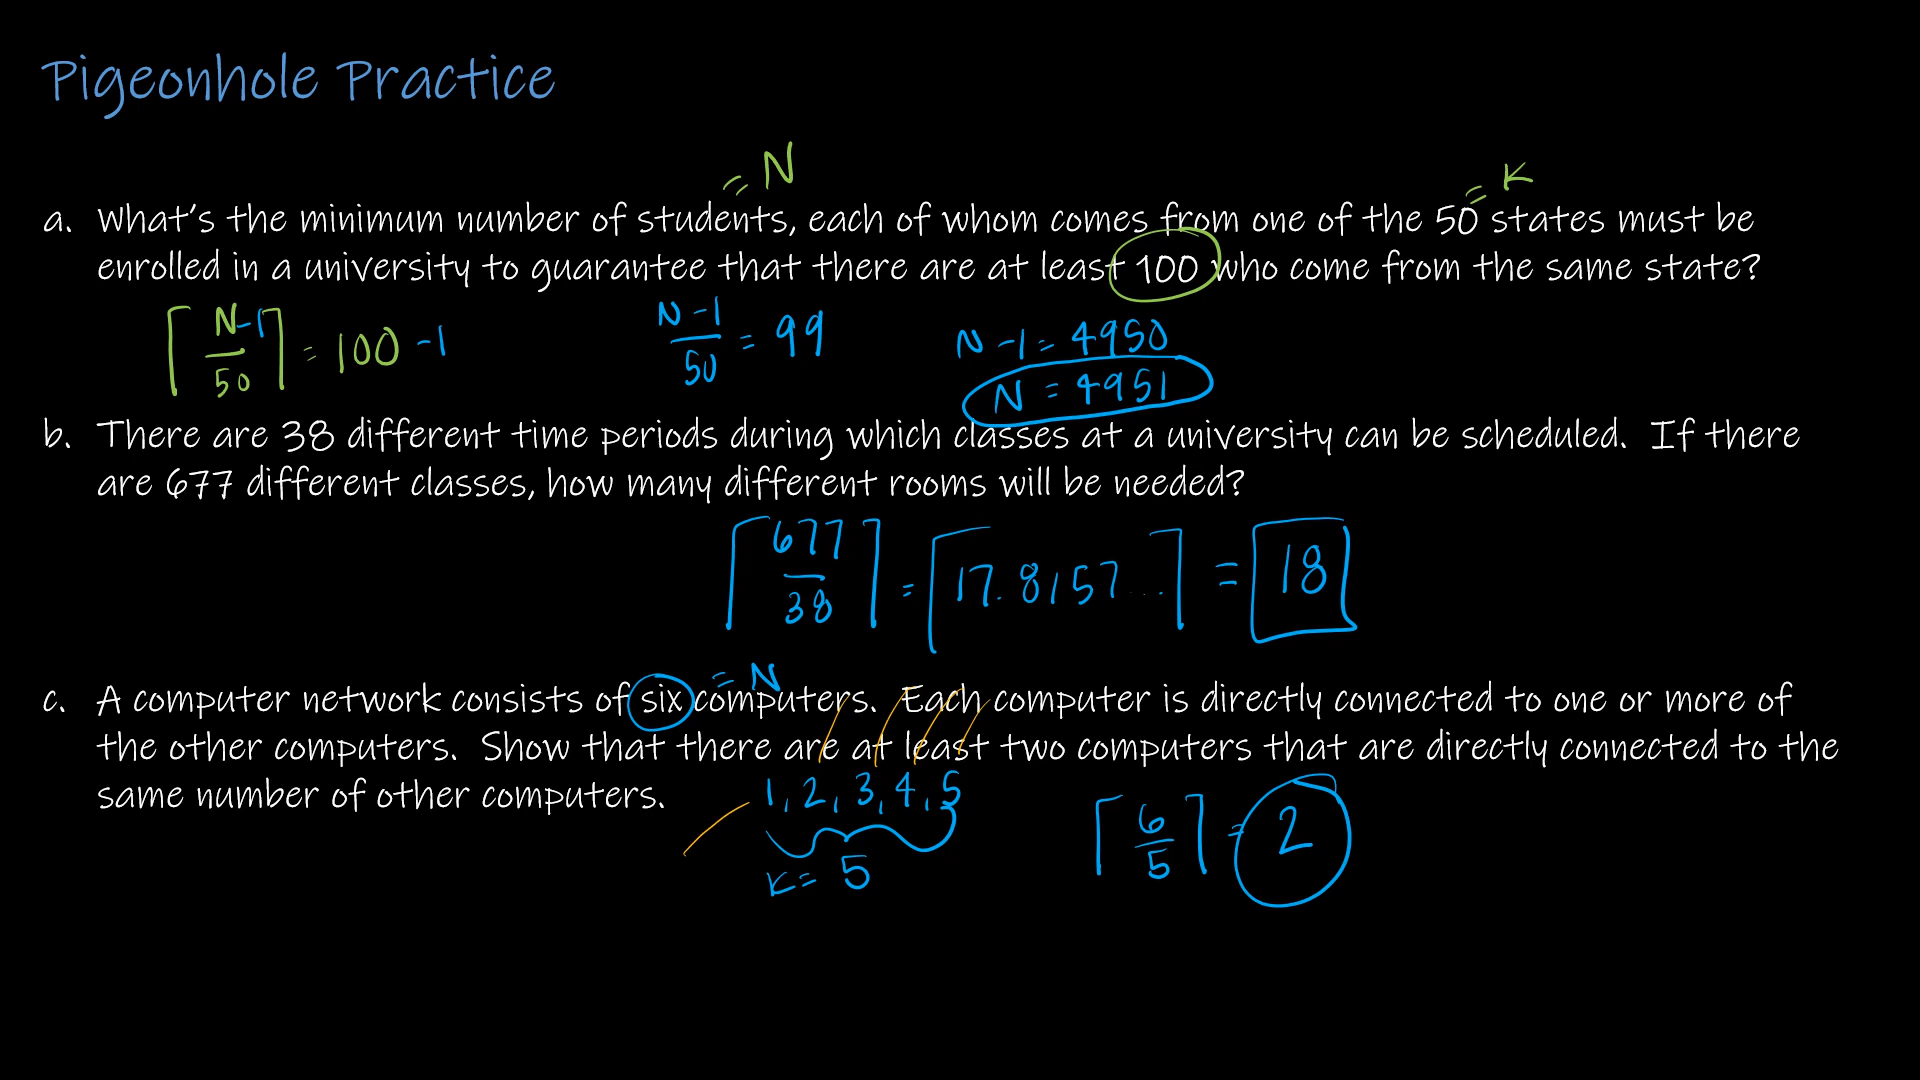 Pigeonhole Practice
= N
= K
a. What's the minimum number of students, each of whom comes from one of the 50 states must be
enrolled in a university to guarantee that there are at least 100 who come from the same state?
⌈(N-1)/50⌉ = 100 -1
(N-1)/50 = 99
N-1 = 4950
N = 4951
b. There are 38 different time periods during which classes at a university can be scheduled. If there
are 677 different classes, how many different rooms will be needed?
⌈677/38⌉ = ⌈17.8157...⌉ = 18
= N
c. A computer network consists of six computers. Each computer is directly connected to one or more of
the other computers. Show that there are at least two computers that are directly connected to the
same number of other computers.
1, 2, 3, 4, 5
K = 5
⌈6/5⌉ = 2